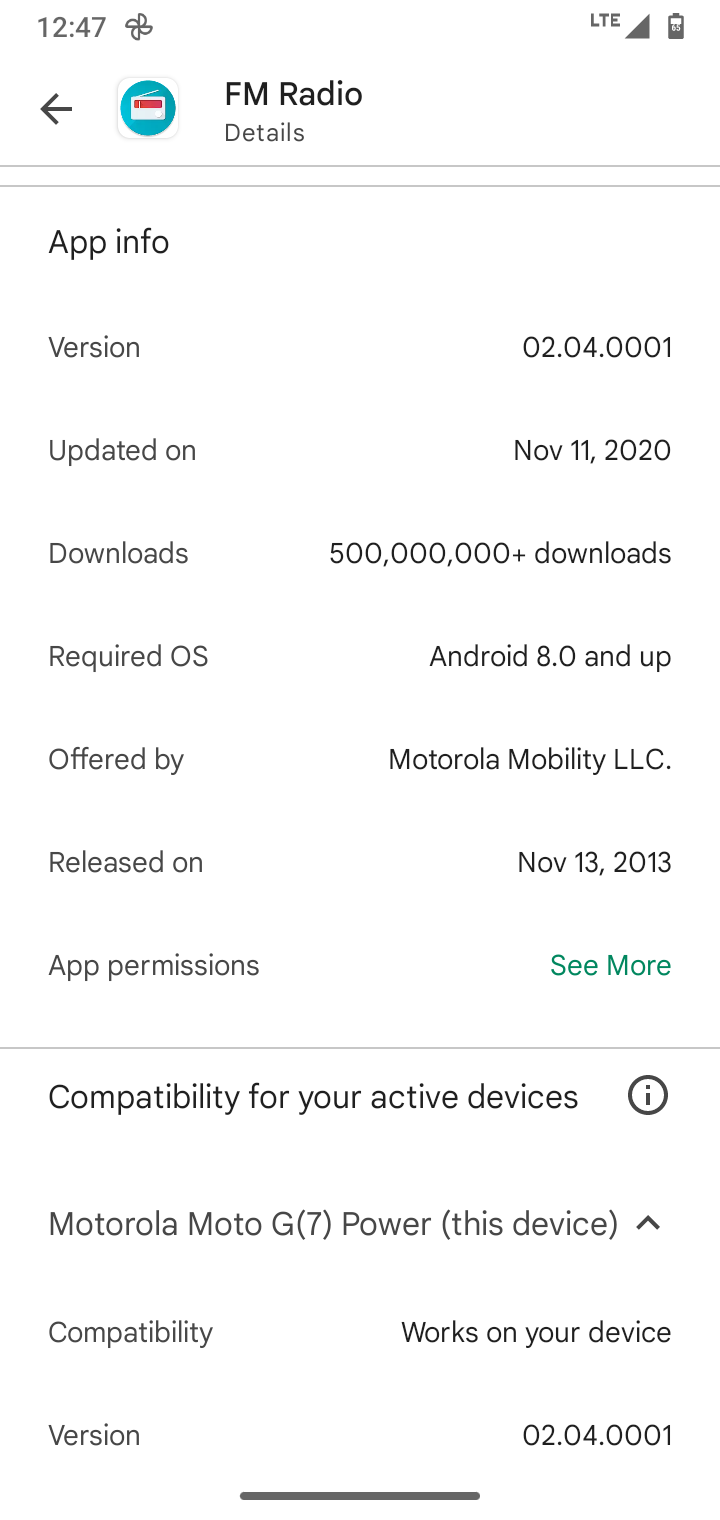 12:47 LTE 65
FM Radio
Details
App info
Version 02.04.0001
Updated on Nov 11, 2020
Downloads 500,000,000+ downloads
Required OS Android 8.0 and up
Offered by Motorola Mobility LLC.
Released on Nov 13, 2013
App permissions See More
Compatibility for your active devices
Motorola Moto G(7) Power (this device)
Compatibility Works on your device
Version 02.04.0001